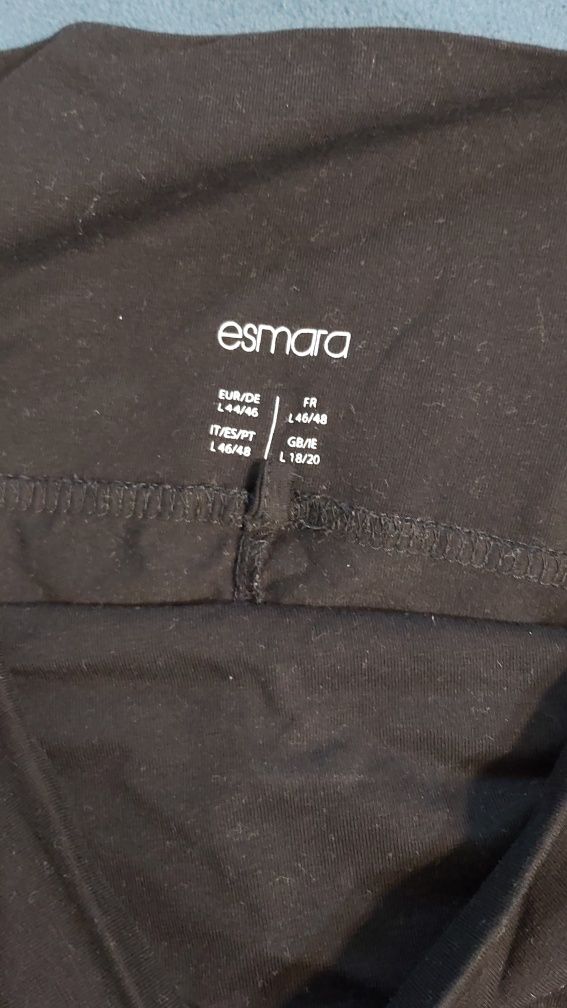 esmara
EUR/DE
L 44/46
FR
L 46/48
IT/ES/PT
L 46/48
GB/IE
L 18/20